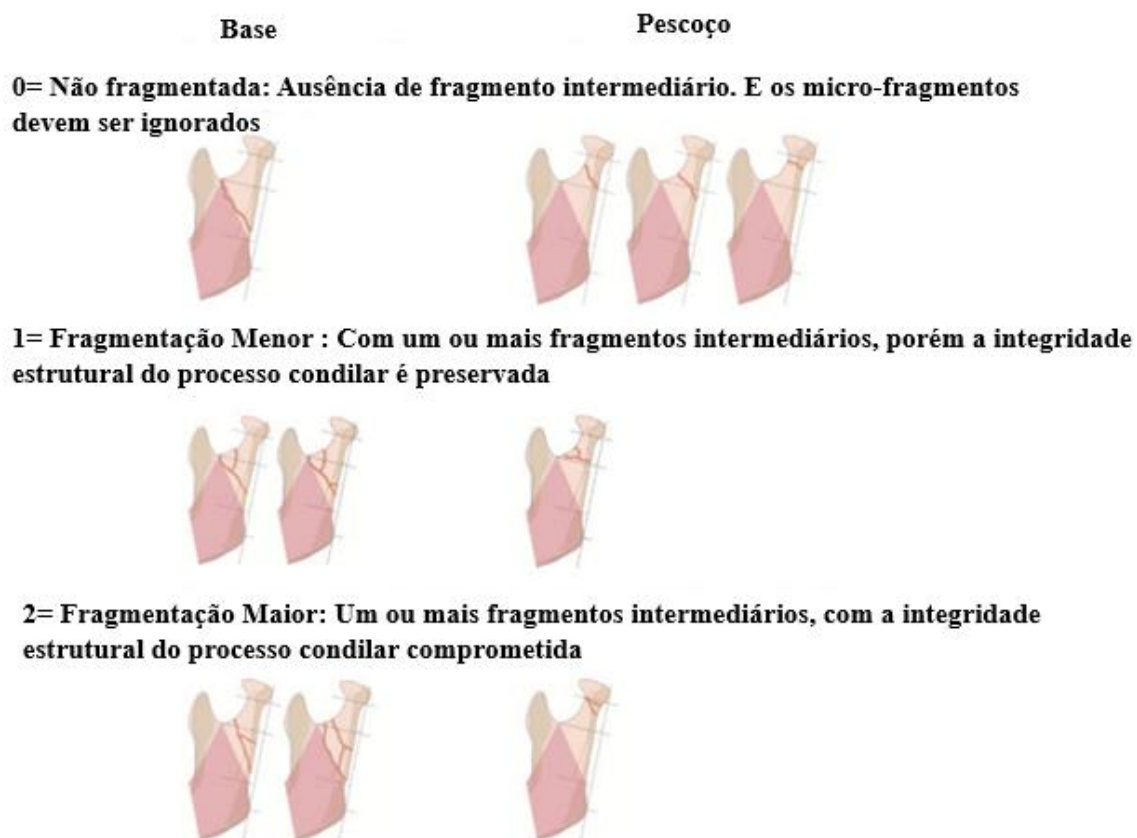 Base
Pescoço
0= Não fragmentada: Ausência de fragmento intermediário. E os micro-fragmentos
devem ser ignorados
1= Fragmentação Menor : Com um ou mais fragmentos intermediários, porém a integridade
estrutural do processo condilar é preservada
2= Fragmentação Maior: Um ou mais fragmentos intermediários, com a integridade
estrutural do processo condilar comprometida